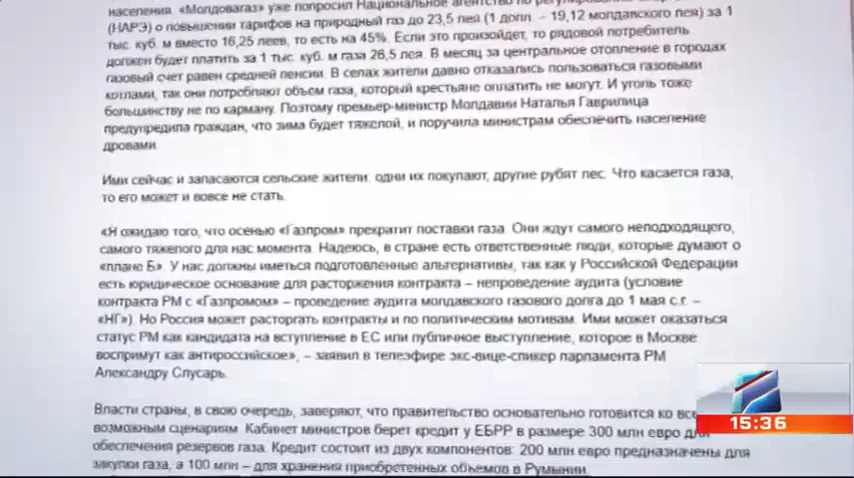 населения. «Молдовагаз» уже попросил Национальное агентство по
(НАРЭ) о повышении тарифов на природный газ до 23,5 лея (1 долл. – 19,12 молдавского лея) за 1
тыс. куб. м вместо 16,25 леев, то есть на 45%. Если это произойдет, то рядовой потребитель
должен будет платить за 1 тыс. куб. м газа 26,5 лея. В месяц за центральное отопление в городах
газовый счет равен средней пенсии. В селах жители давно отказались пользоваться газовыми
котлами, так они потребляют объем газа, который крестьяне оплатить не могут. И уголь тоже
большинству не по карману. Поэтому премьер-министр Молдавии Наталья Гаврилица
предупредила граждан, что зима будет тяжелой, и поручила министрам обеспечить население
дровами.
Ими сейчас и запасаются сельские жители: одни их покупают, другие рубят лес. Что касается газа,
то его может и вовсе не стать.
«Я ожидаю того, что осенью «Газпром» прекратит поставки газа. Они ждут самого неподходящего,
самого тяжелого для нас момента. Надеюсь, в стране есть ответственные люди, которые думают о
«плане Б». У нас должны иметься подготовленные альтернативы, так как у Российской Федерации
есть юридическое основание для расторжения контракта – непроведение аудита (условие
контракта РМ с «Газпромом» – проведение аудита молдавского газового долга до 1 мая с.г. –
«НГ»). Но Россия может расторгать контракты и по политическим мотивам. Ими может оказаться
статус РМ как кандидата на вступление в ЕС или публичное выступление, которое в Москве
воспримут как антироссийское», – заявил в телеэфире экс-вице-спикер парламента РМ
Александру Слусарь.
Власти страны, в свою очередь, заверяют, что правительство основательно готовится ко
возможным сценариям. Кабинет министров берет кредит у ЕБРР в размере 300 млн евро для
обеспечения резервов газа. Кредит состоит из двух компонентов: 200 млн евро предназначены для
закупки газа, а 100 млн – для хранения приобретенных объемов в Румынии.
15:36